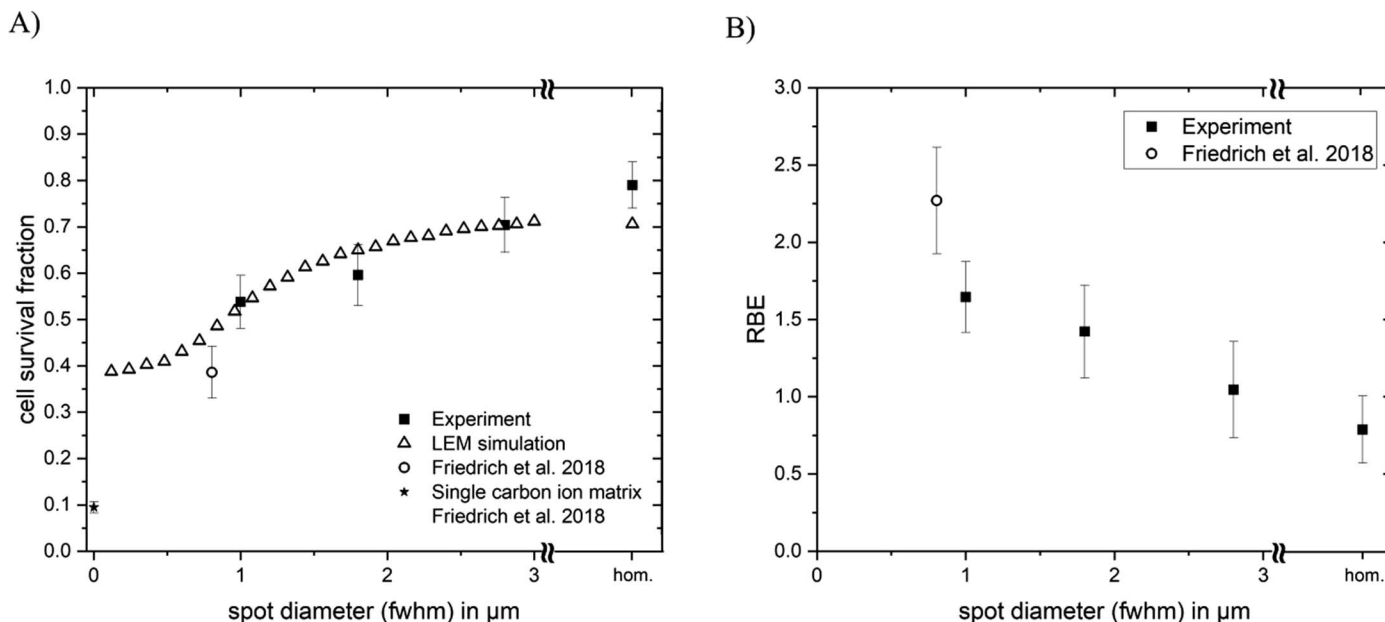 A)
1.0
0.9
0.8
0.7
0.6
0.5
0.4
0.3
0.2
0.1
0.0
cell survival fraction
Experiment
LEM simulation
Friedrich et al. 2018
Single carbon ion matrix
Friedrich et al. 2018
0 1 2 3 hom.
spot diameter (fwhm) in µm
B)
3.0
2.5
2.0
1.5
1.0
0.5
0.0
RBE
Experiment
Friedrich et al. 2018
0 1 2 3 hom.
spot diameter (fwhm) in µm